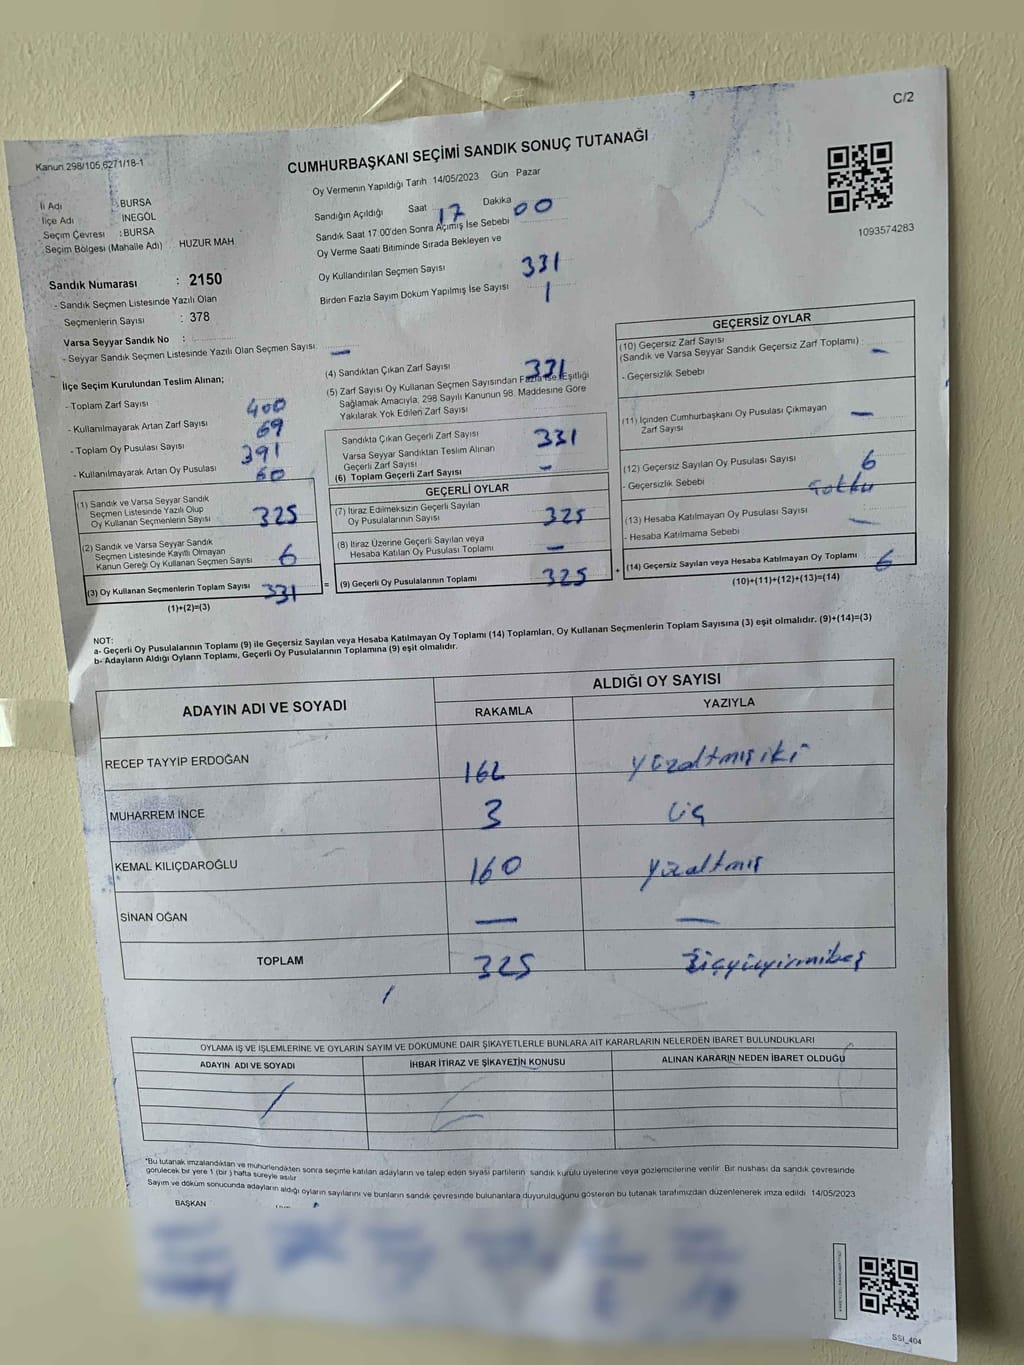 C/2
Kanun 298/105,6271/18-1
CUMHURBAŞKANI SEÇİMİ SANDIK SONUÇ TUTANAĞI
Oy Vermenin Yapıldığı Tarih 14/05/2023 Gün Pazar
1093574283
İl Adı : BURSA
İlçe Adı İNEGÖL
Seçim Çevresi : BURSA
Seçim Bölgesi (Mahalle Adı) HUZUR MAH.
Sandık Numarası : 2150
- Sandık Seçmen Listesinde Yazılı Olan
Seçmenlerin Sayısı : 378
Varsa Seyyar Sandık No :
- Seyyar Sandık Seçmen Listesinde Yazılı Olan Seçmen Sayısı: —
Sandığın Açıldığı Saat 17 Dakika 00
Sandık Saat 17.00'den Sonra Açımış İse Sebebi
Oy Verme Saati Bitiminde Sırada Bekleyen ve
Oy Kullandırılan Seçmen Sayısı 331
Birden Fazla Sayım Döküm Yapılmış İse Sayısı 1
İlçe Seçim Kurulundan Teslim Alınan;
- Toplam Zarf Sayısı 400
- Kullanılmayarak Artan Zarf Sayısı 69
- Toplam Oy Pusulası Sayısı 391
- Kullanılmayarak Artan Oy Pusulası 60
(1) Sandık ve Varsa Seyyar Sandık
Seçmen Listesinde Yazılı Olup
Oy Kullanan Seçmenlerin Sayısı 325
(2) Sandık ve Varsa Seyyar Sandık
Seçmen Listesinde Kayıtlı Olmayan
Kanun Gereği Oy Kullanan Seçmen Sayısı 6
(3) Oy Kullanan Seçmenlerin Toplam Sayısı 331
(1)+(2)=(3)
(4) Sandıktan Çıkan Zarf Sayısı 331
(5) Zarf Sayısı Oy Kullanan Seçmen Sayısından Fazla İse, Eşitliği
Sağlamak Amacıyla, 298 Sayılı Kanunun 98. Maddesine Göre
Yakılarak Yok Edilen Zarf Sayısı
Sandıkta Çıkan Geçerli Zarf Sayısı 331
Varsa Seyyar Sandıktan Teslim Alınan
Geçerli Zarf Sayısı —
(6) Toplam Geçerli Zarf Sayısı
GEÇERLİ OYLAR
(7) İtiraz Edilmeksizin Geçerli Sayılan
Oy Pusulalarının Sayısı 325
(8) İtiraz Üzerine Geçerli Sayılan veya
Hesaba Katılan Oy Pusulası Toplamı —
= (9) Geçerli Oy Pusulalarının Toplamı 325
GEÇERSİZ OYLAR
(10) Geçersiz Zarf Sayısı
(Sandık ve Varsa Seyyar Sandık Geçersiz Zarf Toplamı) : —
- Geçersizlik Sebebi
(11) İçinden Cumhurbaşkanı Oy Pusulası Çıkmayan
Zarf Sayısı —
(12) Geçersiz Sayılan Oy Pusulası Sayısı 6
- Geçersizlik Sebebi
(13) Hesaba Katılmayan Oy Pusulası Sayısı —
- Hesaba Katılmama Sebebi
+ (14) Geçersiz Sayılan veya Hesaba Katılmayan Oy Toplamı 6
(10)+(11)+(12)+(13)=(14)
NOT:
a- Geçerli Oy Pusulalarının Toplamı (9) ile Geçersiz Sayılan veya Hesaba Katılmayan Oy Toplamı (14) Toplamları, Oy Kullanan Seçmenlerin Toplam Sayısına (3) eşit olmalıdır. (9)+(14)=(3)
b- Adayların Aldığı Oyların Toplamı, Geçerli Oy Pusulalarının Toplamına (9) eşit olmalıdır.
ADAYIN ADI VE SOYADI ALDIĞI OY SAYISI
RAKAMLA YAZIYLA
RECEP TAYYİP ERDOĞAN 162 yüzaltmışiki
MUHARREM İNCE 3 üç
KEMAL KILIÇDAROĞLU 160 yüzaltmış
SİNAN OĞAN — —
TOPLAM 325 üçyüzyirmibeş
OYLAMA İŞ VE İŞLEMLERİNE VE OYLARIN SAYIM VE DÖKÜMÜNE DAİR ŞİKAYETLERLE BUNLARA AİT KARARLARIN NELERDEN İBARET BULUNDUKLARI
ADAYIN ADI VE SOYADI İHBAR İTİRAZ VE ŞİKAYETİN KONUSU ALINAN KARARIN NEDEN İBARET OLDUĞU
*Bu tutanak imzalandıktan ve mühürlendikten sonra seçime katılan adayların ve talep eden siyasi partilerin sandık kurulu üyelerine veya gözlemcilerine verilir. Bir nushası da sandık çevresinde
görülecek bir yere 1 (bir) hafta süreyle asılır
Sayım ve döküm sonucunda adayların aldığı oyların sayılarını ve bunların sandık çevresinde bulunanlara duyurulduğunu gösteren bu tutanak tarafımızdan düzenlenerek imza edildi 14/05/2023
BAŞKAN
SSI_404